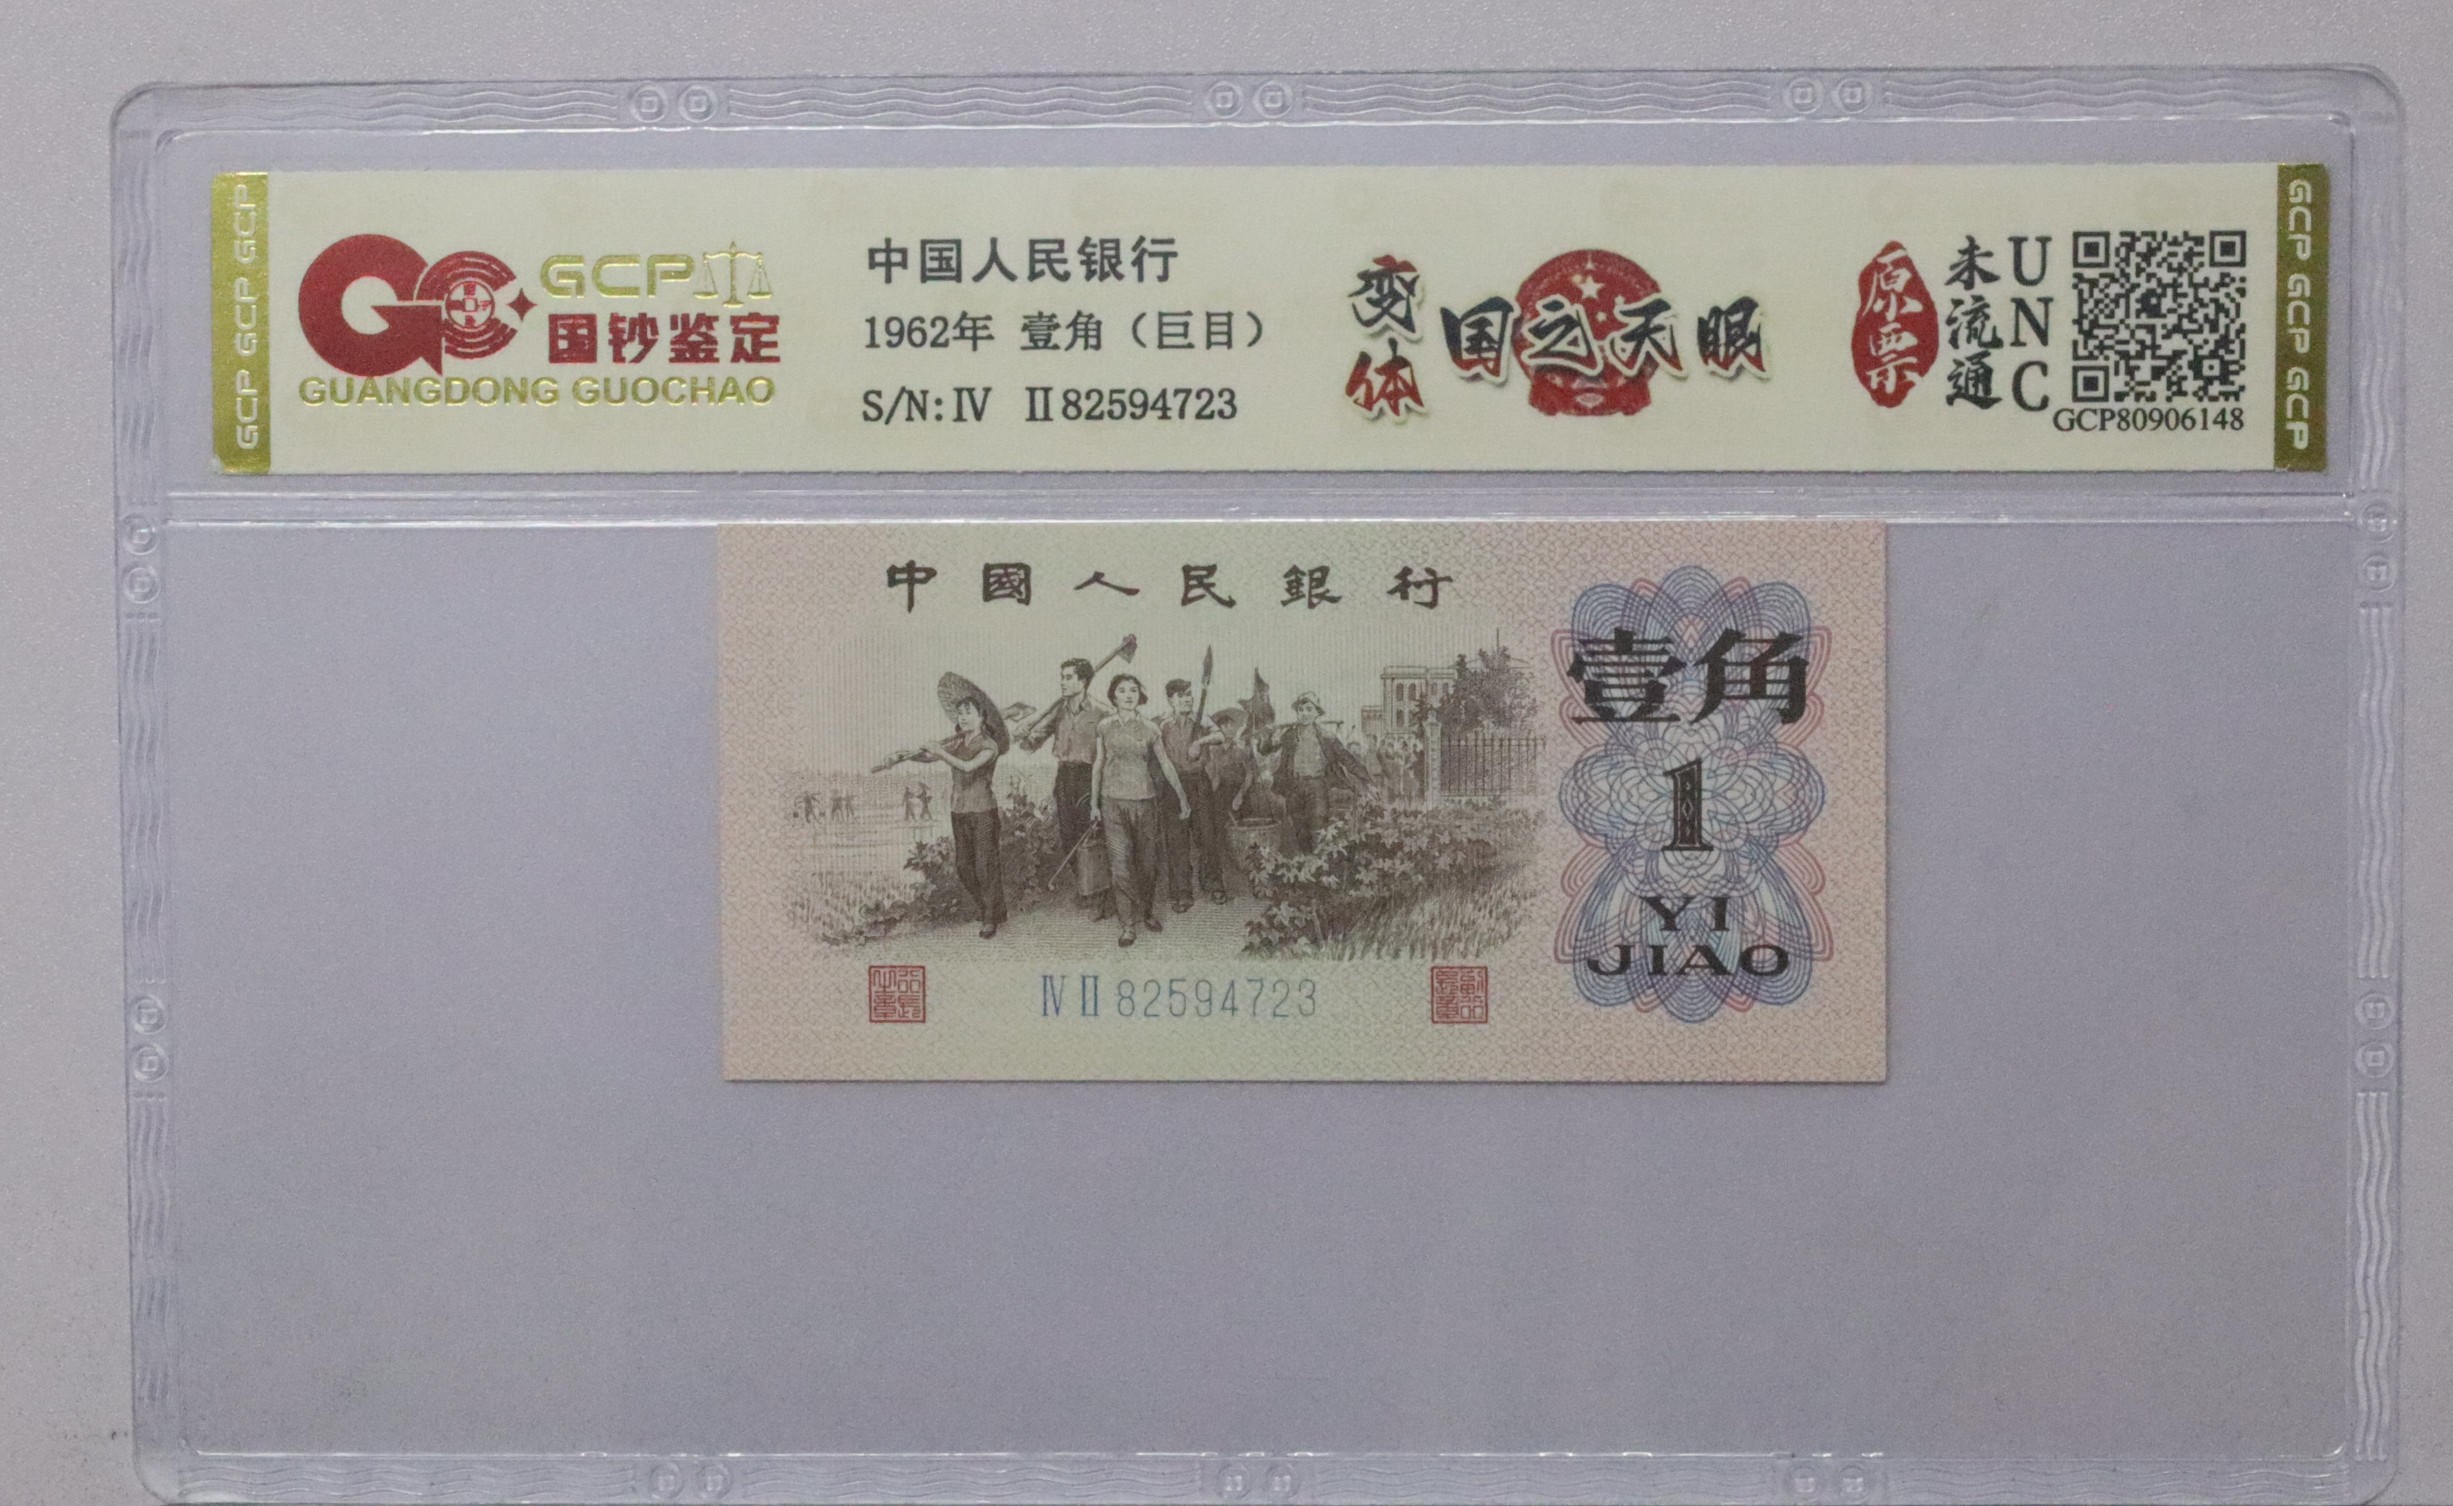 GCP GCP GCP
GCP
国钞鉴定
GUANGDONG GUOCHAO
中国人民银行
1962年 壹角（巨目）
S/N: IV II82594723
变体
国之天眼
原票
未流通
UNC
GCP80906148
GCP GCP GCP
中國人民銀行
壹角
1
YI
JIAO
IV II 82594723